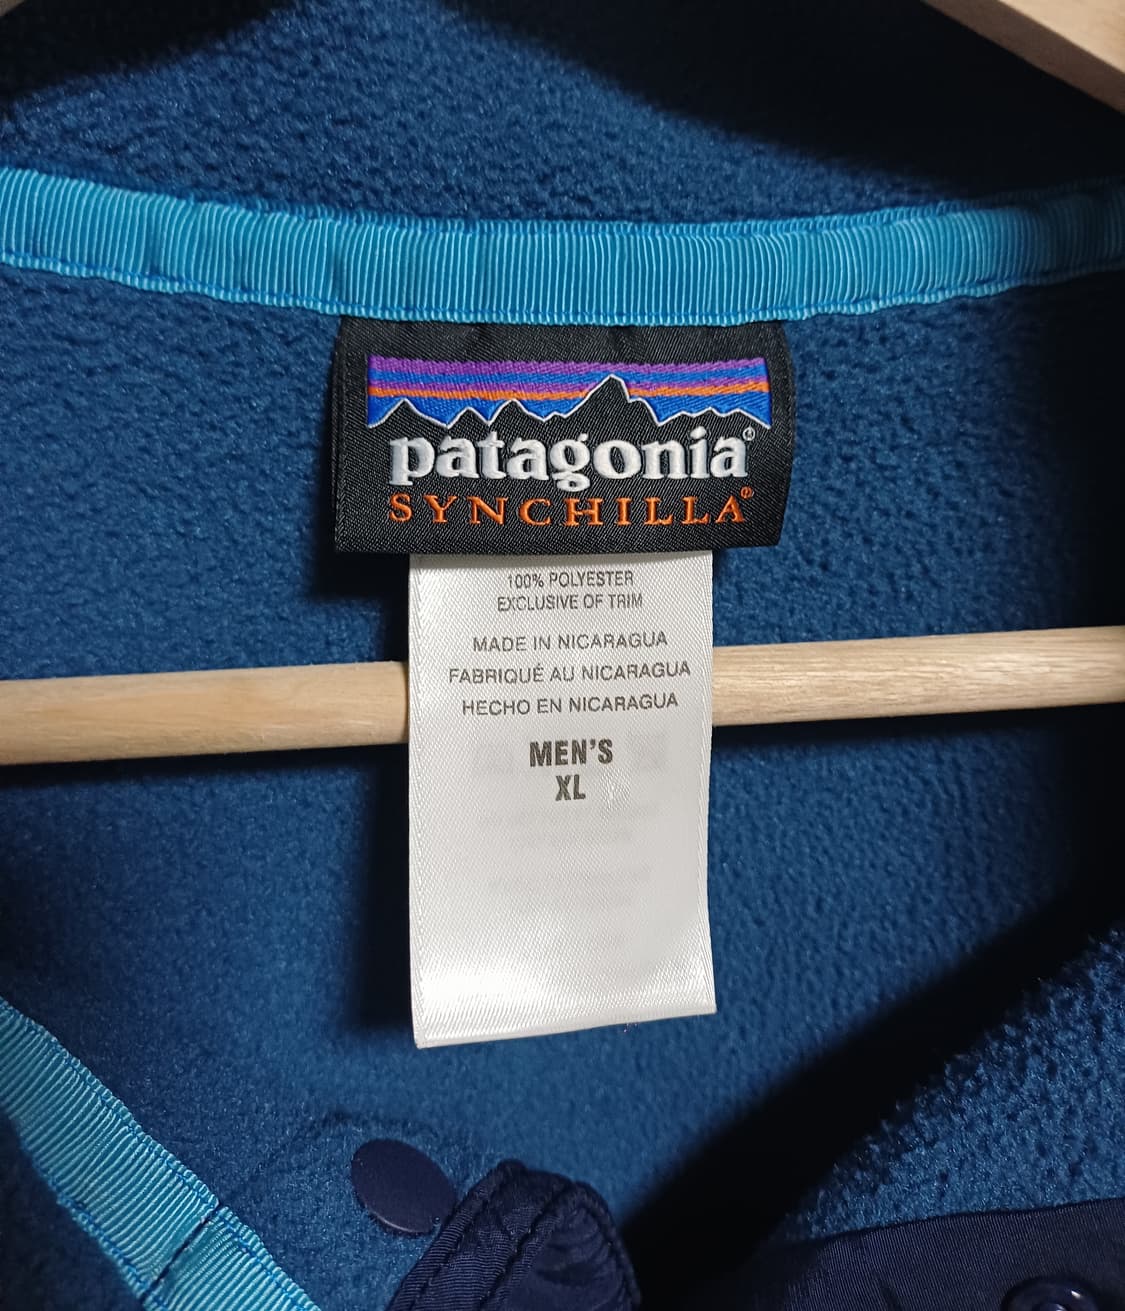 patagonia®
SYNCHILLA®
100% POLYESTER
EXCLUSIVE OF TRIM
MADE IN NICARAGUA
FABRIQUÉ AU NICARAGUA
HECHO EN NICARAGUA
MEN'S
XL